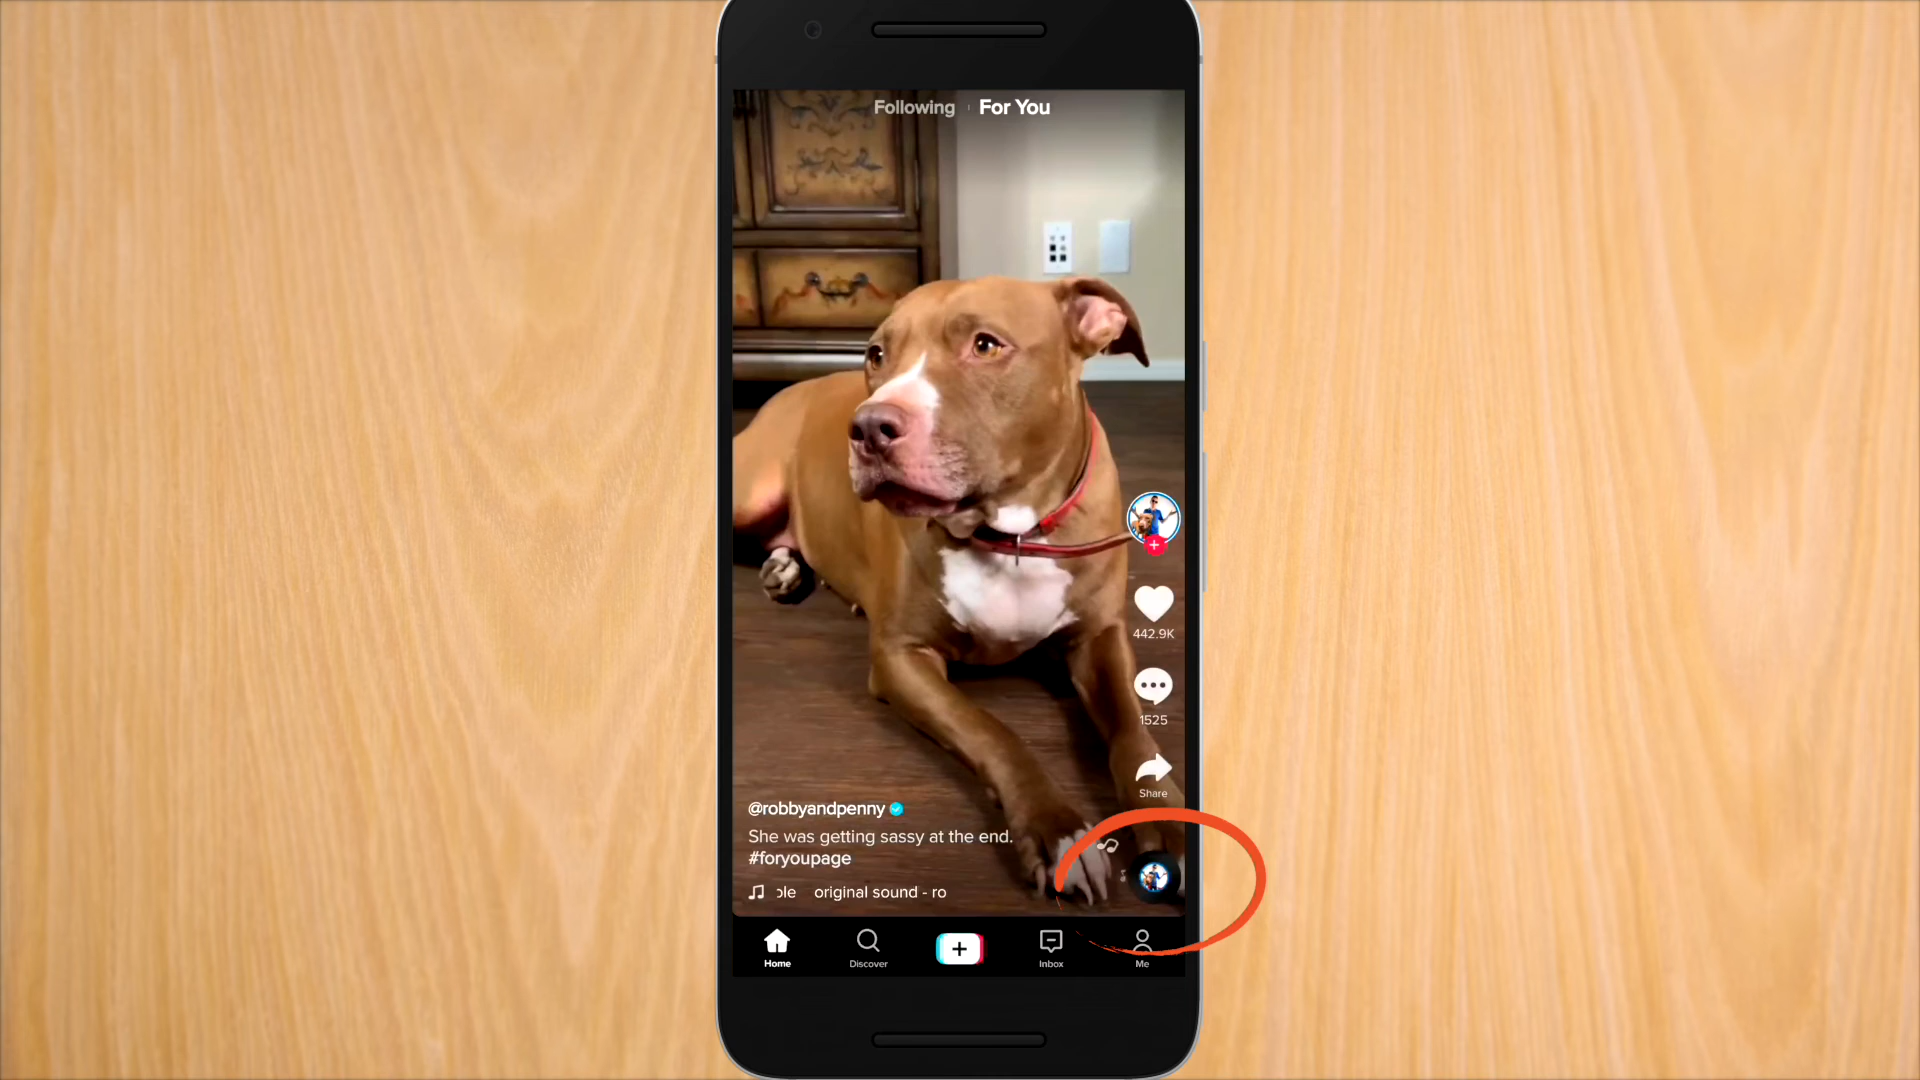 Following
For You
442.9K
1525
Share
@robbyandpenny
She was getting sassy at the end.
#foryoupage
ole original sound - ro
Home
Discover
Inbox
Me